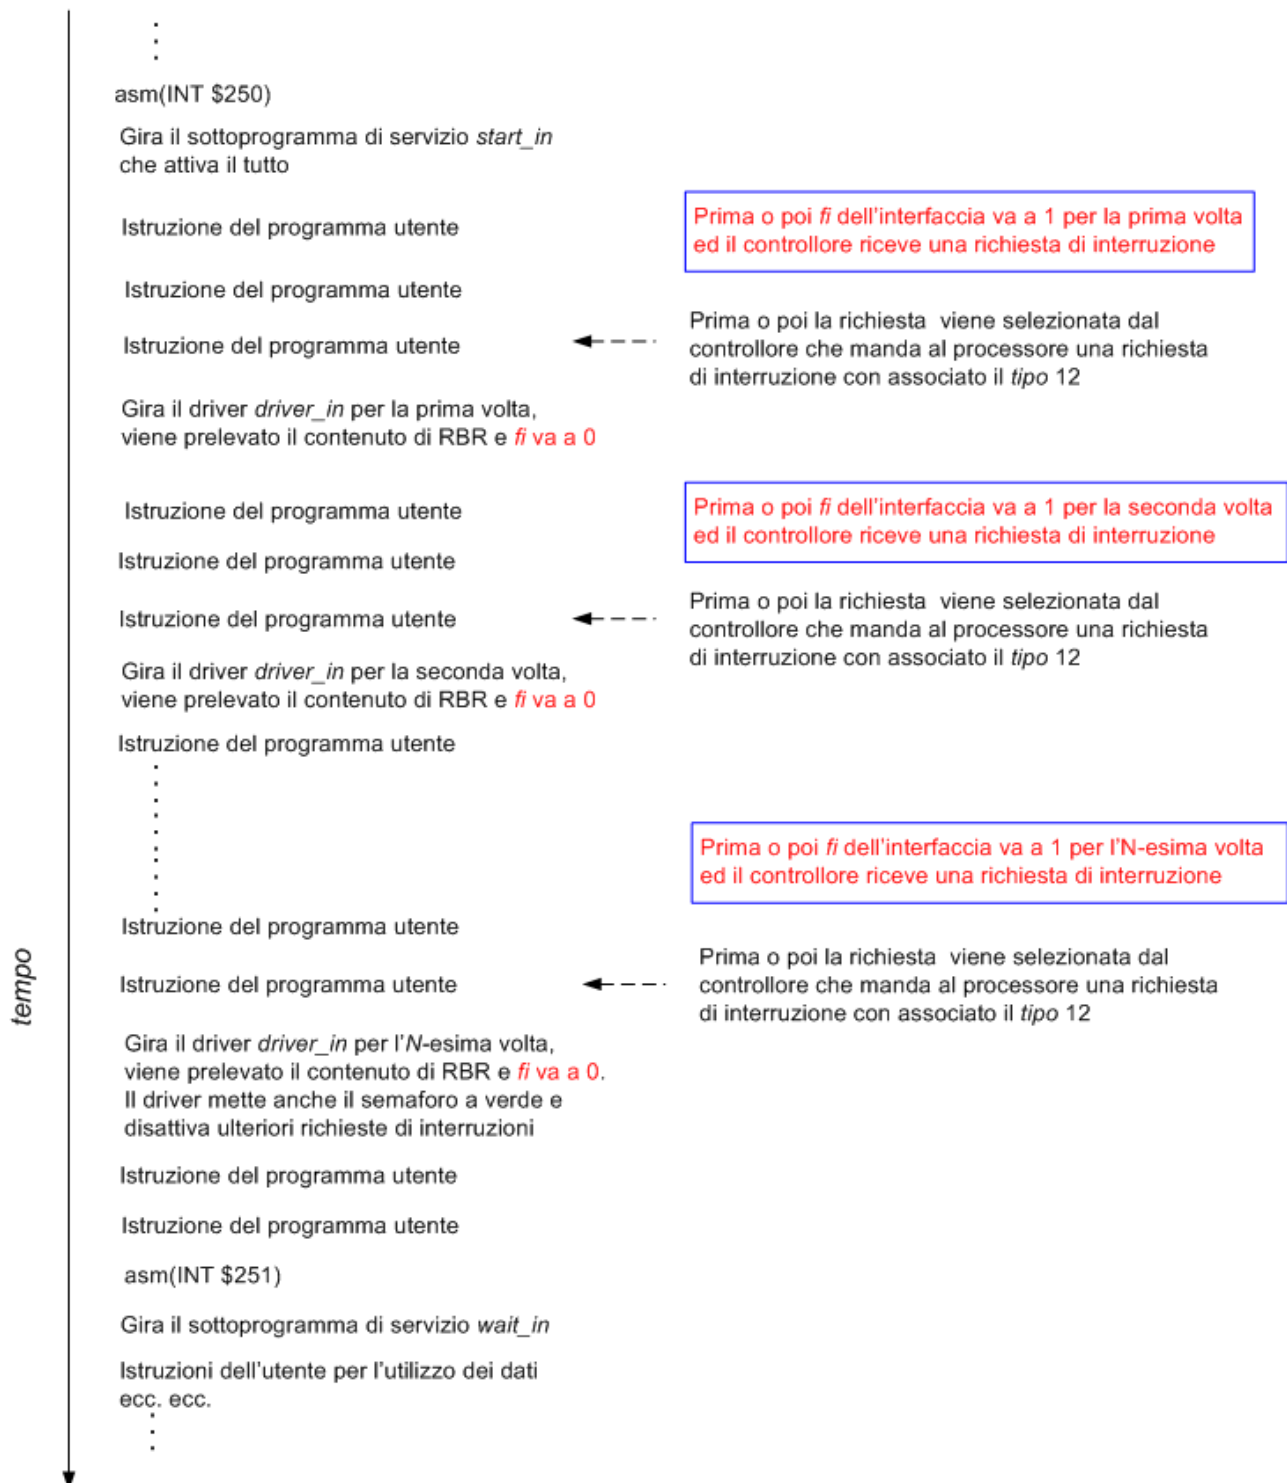 asm(INT $250)
Gira il sottoprogramma di servizio start_in
che attiva il tutto
Istruzione del programma utente
Prima o poi fi dell'interfaccia va a 1 per la prima volta
ed il controllore riceve una richiesta di interruzione
Istruzione del programma utente
Istruzione del programma utente
Prima o poi la richiesta viene selezionata dal
controllore che manda al processore una richiesta
di interruzione con associato il tipo 12
Gira il driver driver_in per la prima volta,
viene prelevato il contenuto di RBR e fi va a 0
Istruzione del programma utente
Prima o poi fi dell'interfaccia va a 1 per la seconda volta
ed il controllore riceve una richiesta di interruzione
Istruzione del programma utente
Istruzione del programma utente
Prima o poi la richiesta viene selezionata dal
controllore che manda al processore una richiesta
di interruzione con associato il tipo 12
Gira il driver driver_in per la seconda volta,
viene prelevato il contenuto di RBR e fi va a 0
Istruzione del programma utente
Prima o poi fi dell'interfaccia va a 1 per l'N-esima volta
ed il controllore riceve una richiesta di interruzione
Istruzione del programma utente
Istruzione del programma utente
Prima o poi la richiesta viene selezionata dal
controllore che manda al processore una richiesta
di interruzione con associato il tipo 12
tempo
Gira il driver driver_in per l'N-esima volta,
viene prelevato il contenuto di RBR e fi va a 0.
Il driver mette anche il semaforo a verde e
disattiva ulteriori richieste di interruzioni
Istruzione del programma utente
Istruzione del programma utente
asm(INT $251)
Gira il sottoprogramma di servizio wait_in
Istruzioni dell'utente per l'utilizzo dei dati
ecc. ecc.